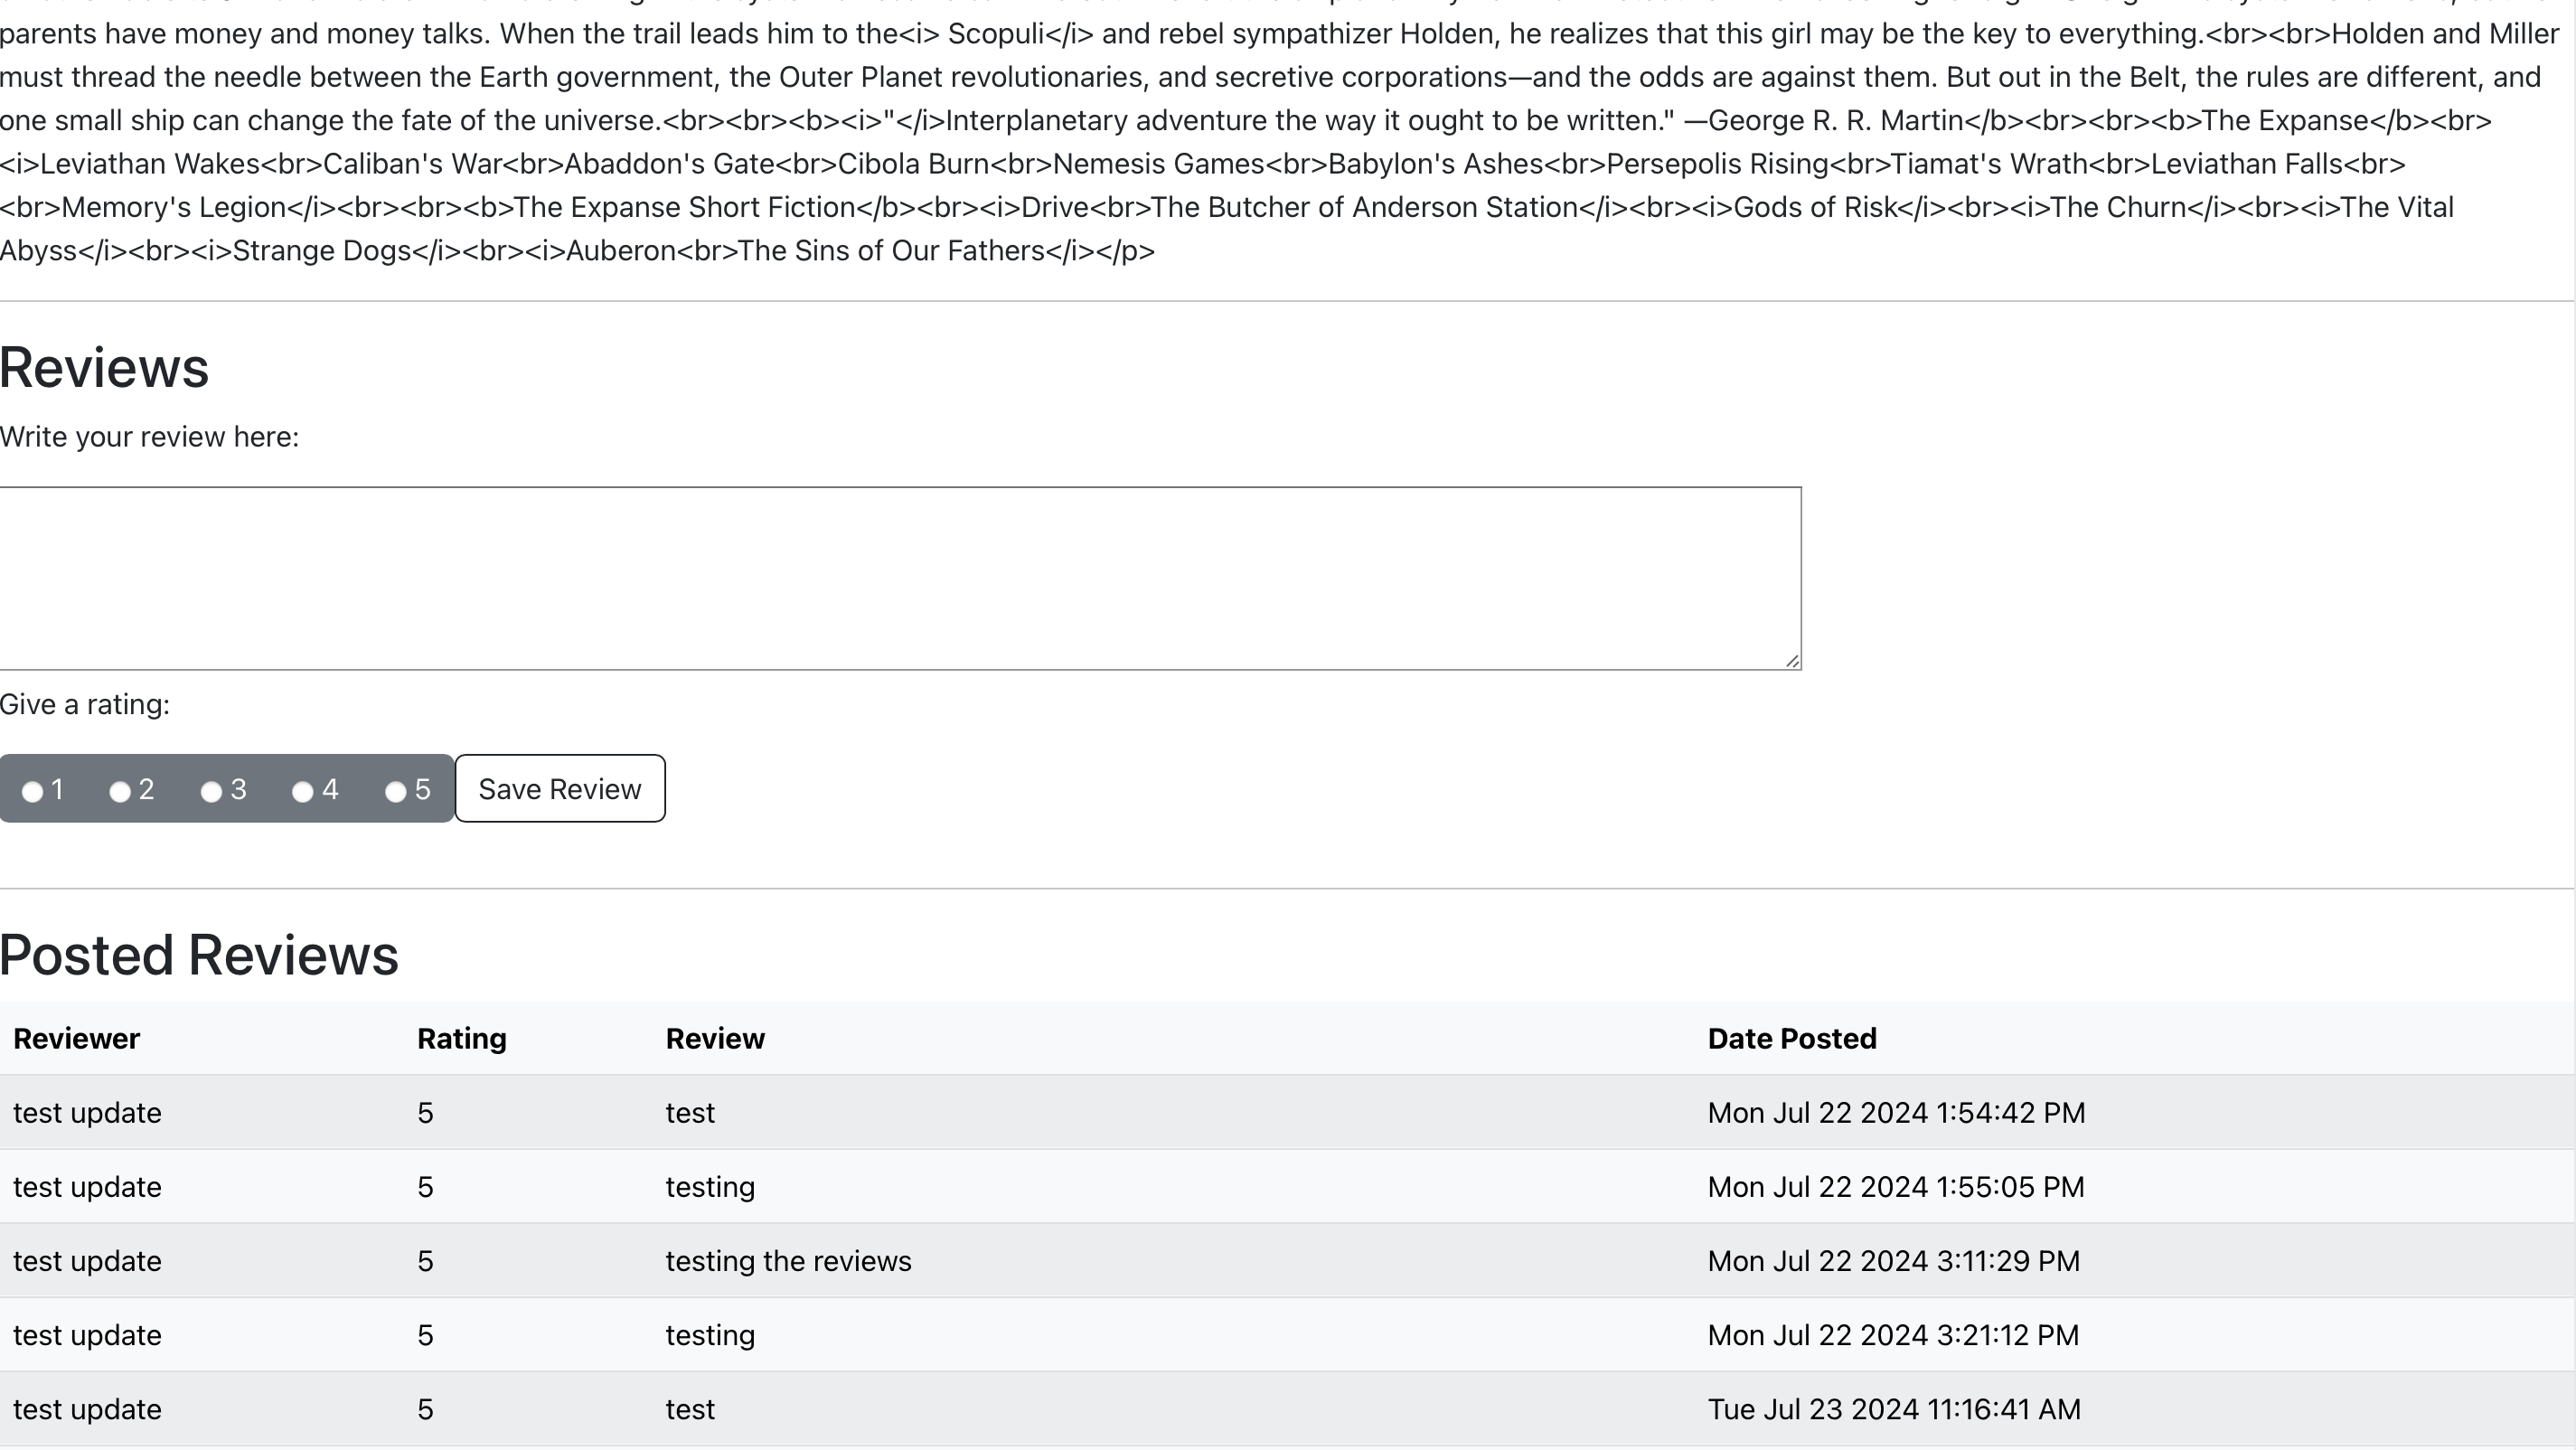 parents have money and money talks. When the trail leads him to the<i> Scopuli</i> and rebel sympathizer Holden, he realizes that this girl may be the key to everything.<br><br>Holden and Miller
must thread the needle between the Earth government, the Outer Planet revolutionaries, and secretive corporations—and the odds are against them. But out in the Belt, the rules are different, and
one small ship can change the fate of the universe.<br><br><b><i>"</i>Interplanetary adventure the way it ought to be written." —George R. R. Martin</b><br><br><b>The Expanse</b><br>
<i>Leviathan Wakes<br>Caliban's War<br>Abaddon's Gate<br>Cibola Burn<br>Nemesis Games<br>Babylon's Ashes<br>Persepolis Rising<br>Tiamat's Wrath<br>Leviathan Falls<br>
<br>Memory's Legion</i><br><br><b>The Expanse Short Fiction</b><br><i>Drive<br>The Butcher of Anderson Station</i><br><i>Gods of Risk</i><br><i>The Churn</i><br><i>The Vital
Abyss</i><br><i>Strange Dogs</i><br><i>Auberon<br>The Sins of Our Fathers</i></p>
Reviews
Write your review here:
Give a rating:
1 2 3 4 5 Save Review
Posted Reviews
Reviewer Rating Review Date Posted
test update 5 test Mon Jul 22 2024 1:54:42 PM
test update 5 testing Mon Jul 22 2024 1:55:05 PM
test update 5 testing the reviews Mon Jul 22 2024 3:11:29 PM
test update 5 testing Mon Jul 22 2024 3:21:12 PM
test update 5 test Tue Jul 23 2024 11:16:41 AM